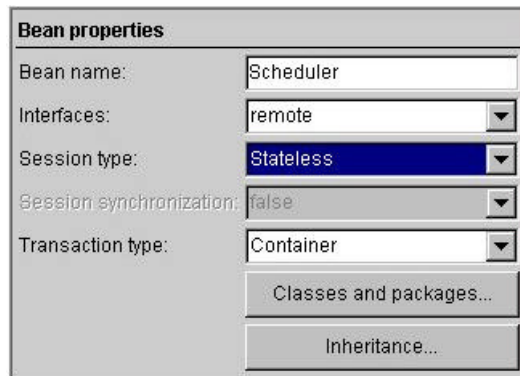 Bean properties
Bean name: Scheduler
Interfaces: remote
Session type: Stateless
Session synchronization: false
Transaction type: Container
Classes and packages...
Inheritance...